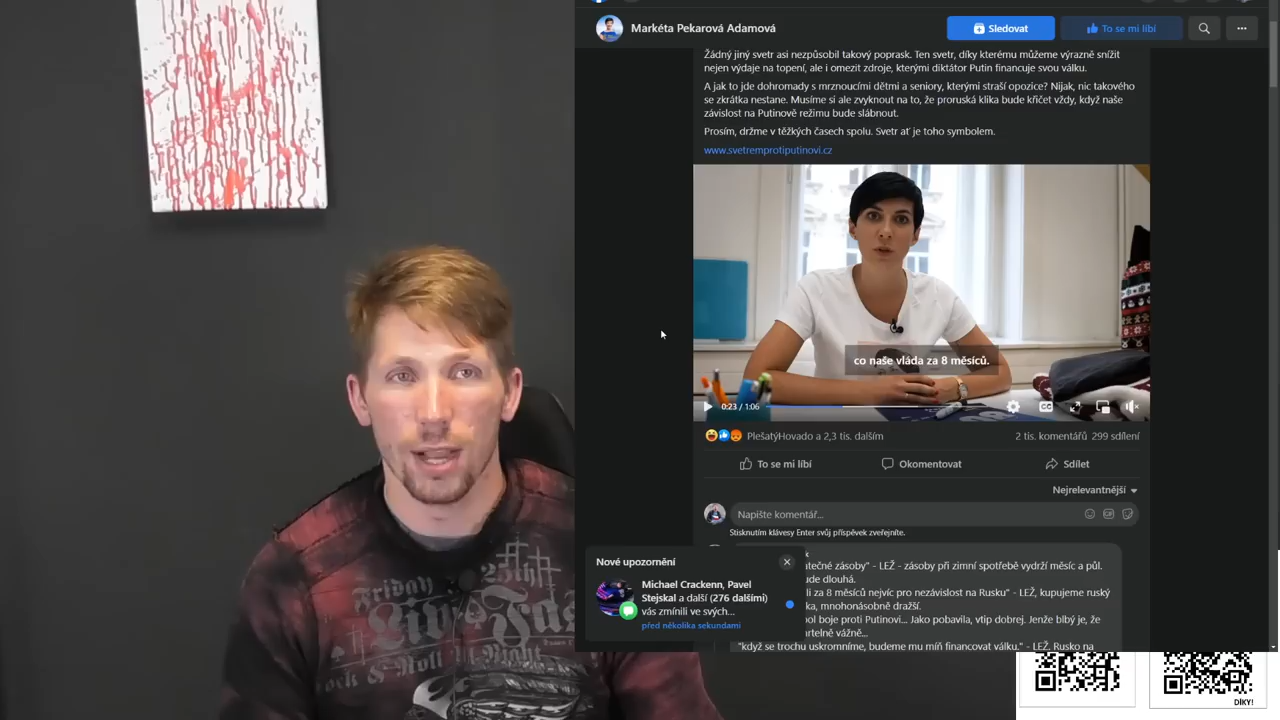 Markéta Pekarová Adamová
Sledovat
To se mi líbí
Žádný jiný svetr asi nezpůsobil takový poprask. Ten svetr, díky kterému můžeme výrazně snížit
nejen výdaje na topení, ale i omezit zdroje, kterými diktátor Putin financuje svou válku.
A jak to jde dohromady s mrznoucími dětmi a seniory, kterými straší opozice? Nijak, nic takového
se zkrátka nestane. Musíme si ale zvyknout na to, že proruská klika bude křičet vždy, když naše
závislost na Putinově režimu bude slábnout.
Prosím, držme v těžkých časech spolu. Svetr ať je toho symbolem.
www.svetremprotiputinovi.cz
co naše vláda za 8 měsíců.
0:23 / 1:06
PlešatýHovado a 2,3 tis. dalším
2 tis. komentářů 299 sdílení
To se mi líbí
Okomentovat
Sdílet
Nejrelevantnější
Napište komentář...
Stisknutím klávesy Enter svůj příspěvek zveřejníte.
Nové upozornění
Michael Crackenn, Pavel
Stejskal a další (276 dalšími)
vás zmínili ve svých...
před několika sekundami
zásoby" - LEŽ - zásoby při zimní spotřebě vydrží měsíc a půl.
dlouhá.
za 8 měsíců nejvíc pro nezávislost na Rusku" - LEŽ, kupujeme ruský
mnohonásobně dražší.
boje proti Putinovi... Jako pobavila, vtip dobrej. Jenže blbý je, že
vážně...
"když se trochu uskromníme, budeme mu míň financovat válku." - LEŽ. Rusko na
Friday
25th
Live Fast
Rock & Roll Night
DÍKY!